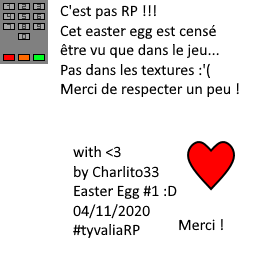 C'est pas RP !!!
Cet easter egg est censé
être vu que dans le jeu...
Pas dans les textures :'(
Merci de respecter un peu !
with <3
by Charlito33
Easter Egg #1 :D
04/11/2020
#tyvaliaRP
Merci !